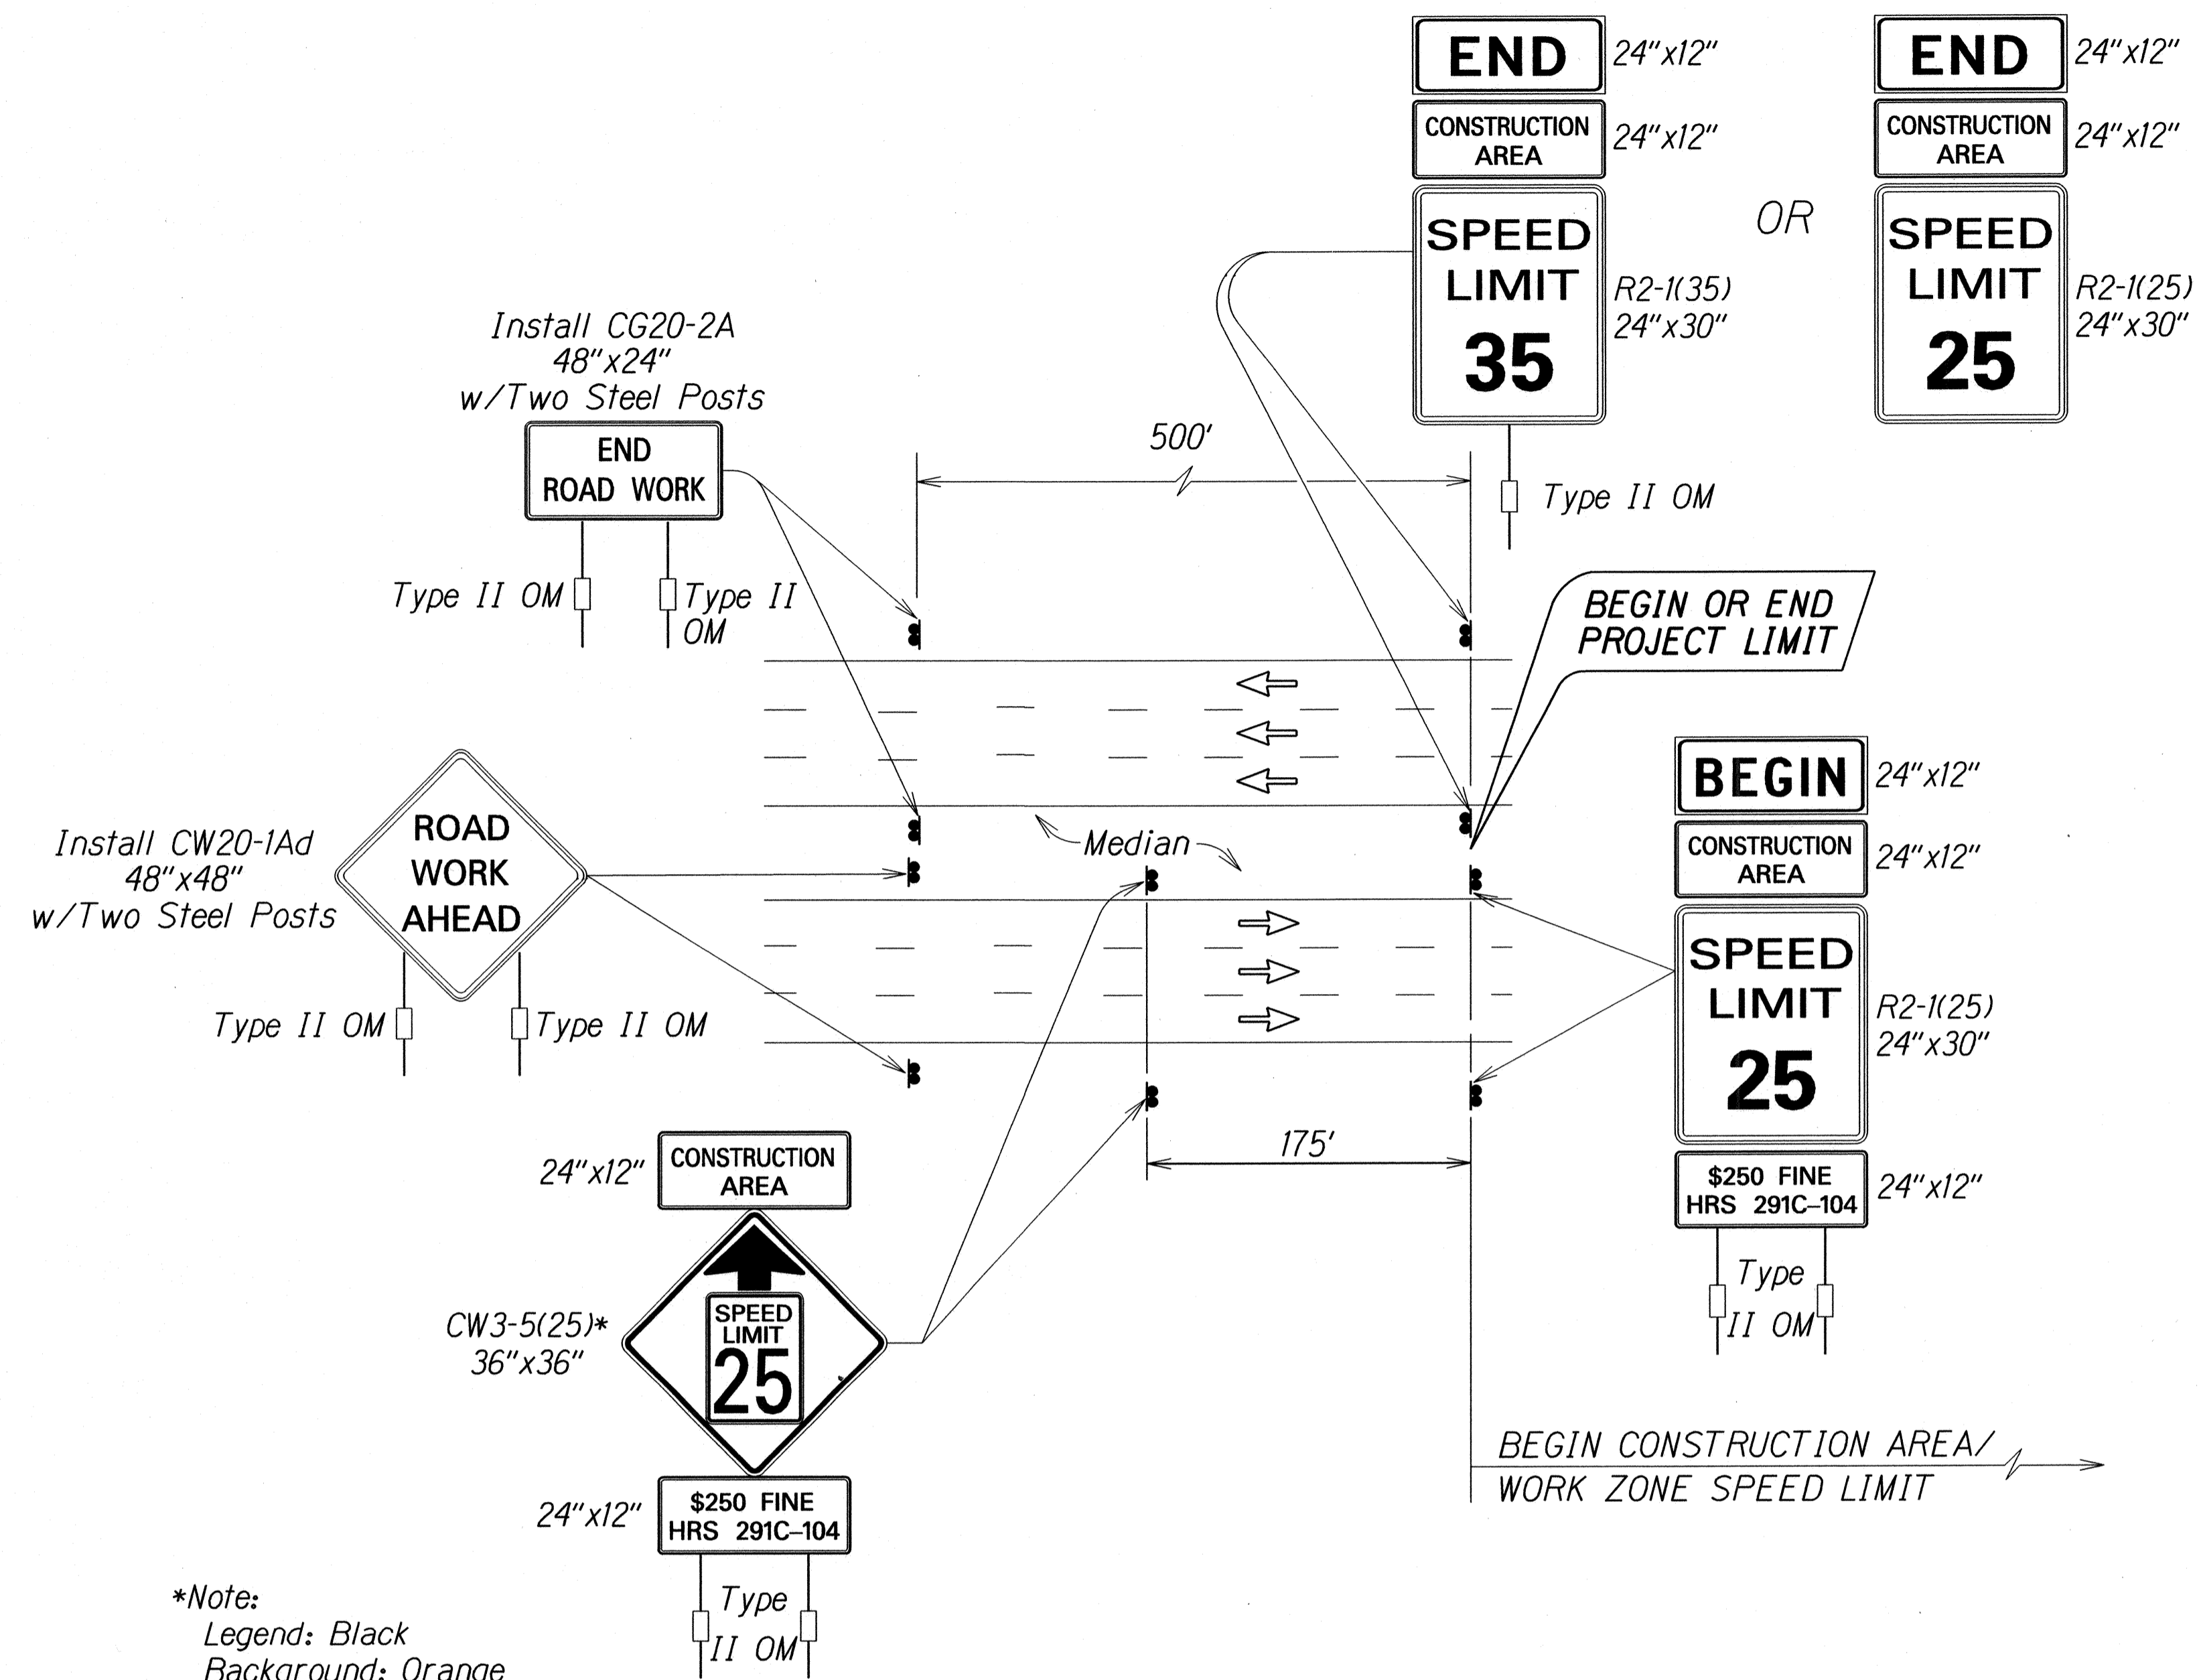 END
24"x12"
CONSTRUCTION
AREA
24"x12"
SPEED
LIMIT
35
R2-1(35)
24"x30"
Type II OM
OR
END
24"x12"
CONSTRUCTION
AREA
24"x12"
SPEED
LIMIT
25
R2-1(25)
24"x30"
Install CG20-2A
48"x24"
w/Two Steel Posts
END
ROAD WORK
Type II OM
Type II
OM
500'
BEGIN OR END
PROJECT LIMIT
Median
Install CW20-1Ad
48"x48"
w/Two Steel Posts
ROAD
WORK
AHEAD
Type II OM
Type II OM
BEGIN
24"x12"
CONSTRUCTION
AREA
24"x12"
SPEED
LIMIT
25
R2-1(25)
24"x30"
$250 FINE
HRS 291C–104
24"x12"
Type
II OM
175'
24"x12"
CONSTRUCTION
AREA
CW3-5(25)*
36"x36"
SPEED
LIMIT
25
24"x12"
$250 FINE
HRS 291C–104
Type
II OM
BEGIN CONSTRUCTION AREA/
WORK ZONE SPEED LIMIT
*Note:
Legend: Black
Background: Orange